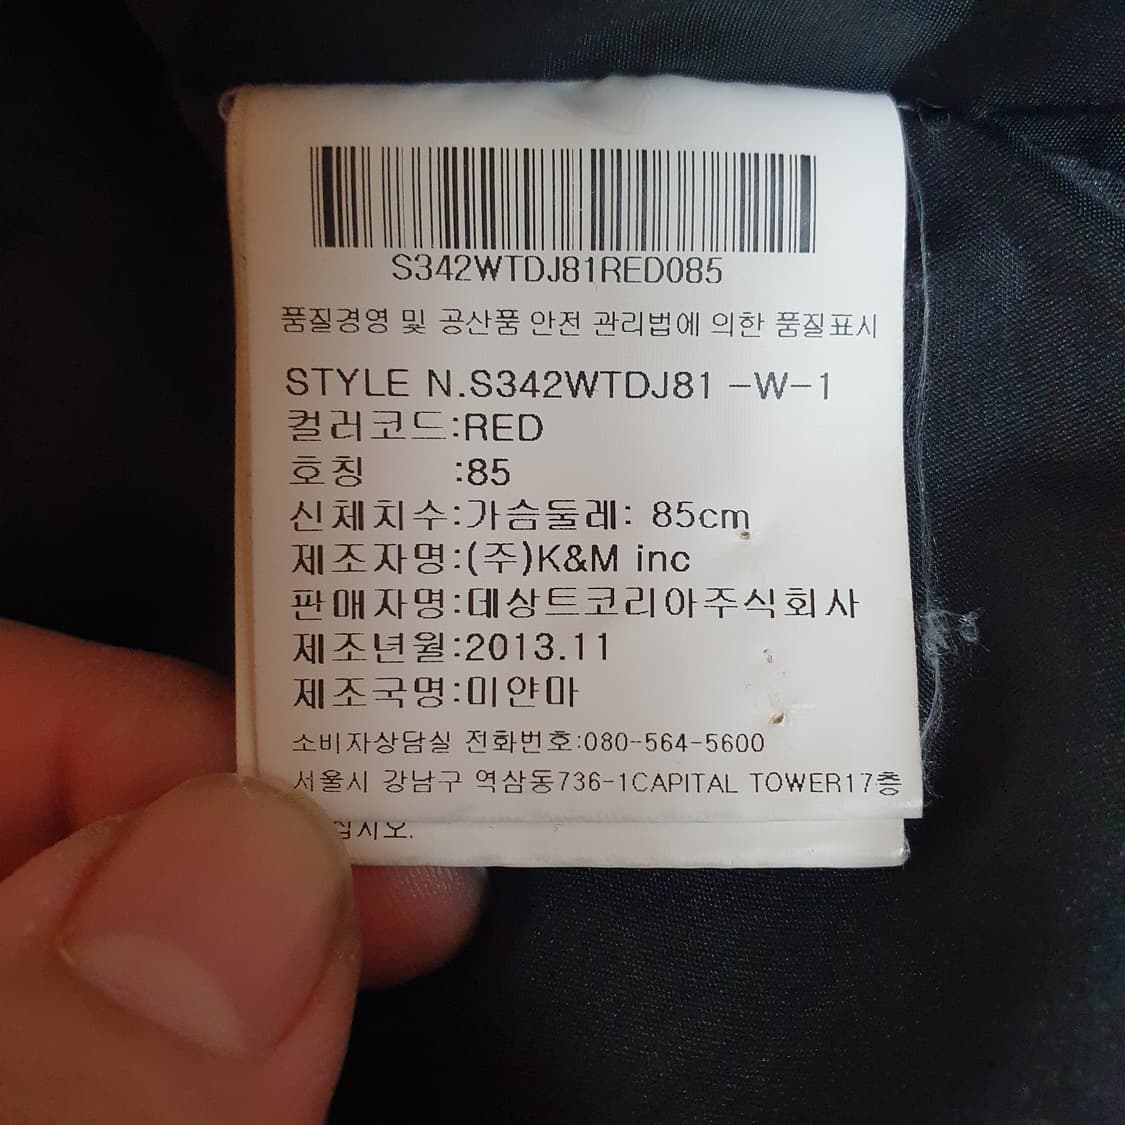 S342WTDJ81RED085
품질경영 및 공산품 안전 관리법에 의한 품질표시
STYLE N.S342WTDJ81 -W-1
컬러코드:RED
호칭 :85
신체치수:가슴둘레: 85cm
제조자명:(주)K&M inc
판매자명:데상트코리아주식회사
제조년월:2013.11
제조국명:미얀마
소비자상담실 전화번호:080-564-5600
서울시 강남구 역삼동736-1CAPITAL TOWER17층
십시오.